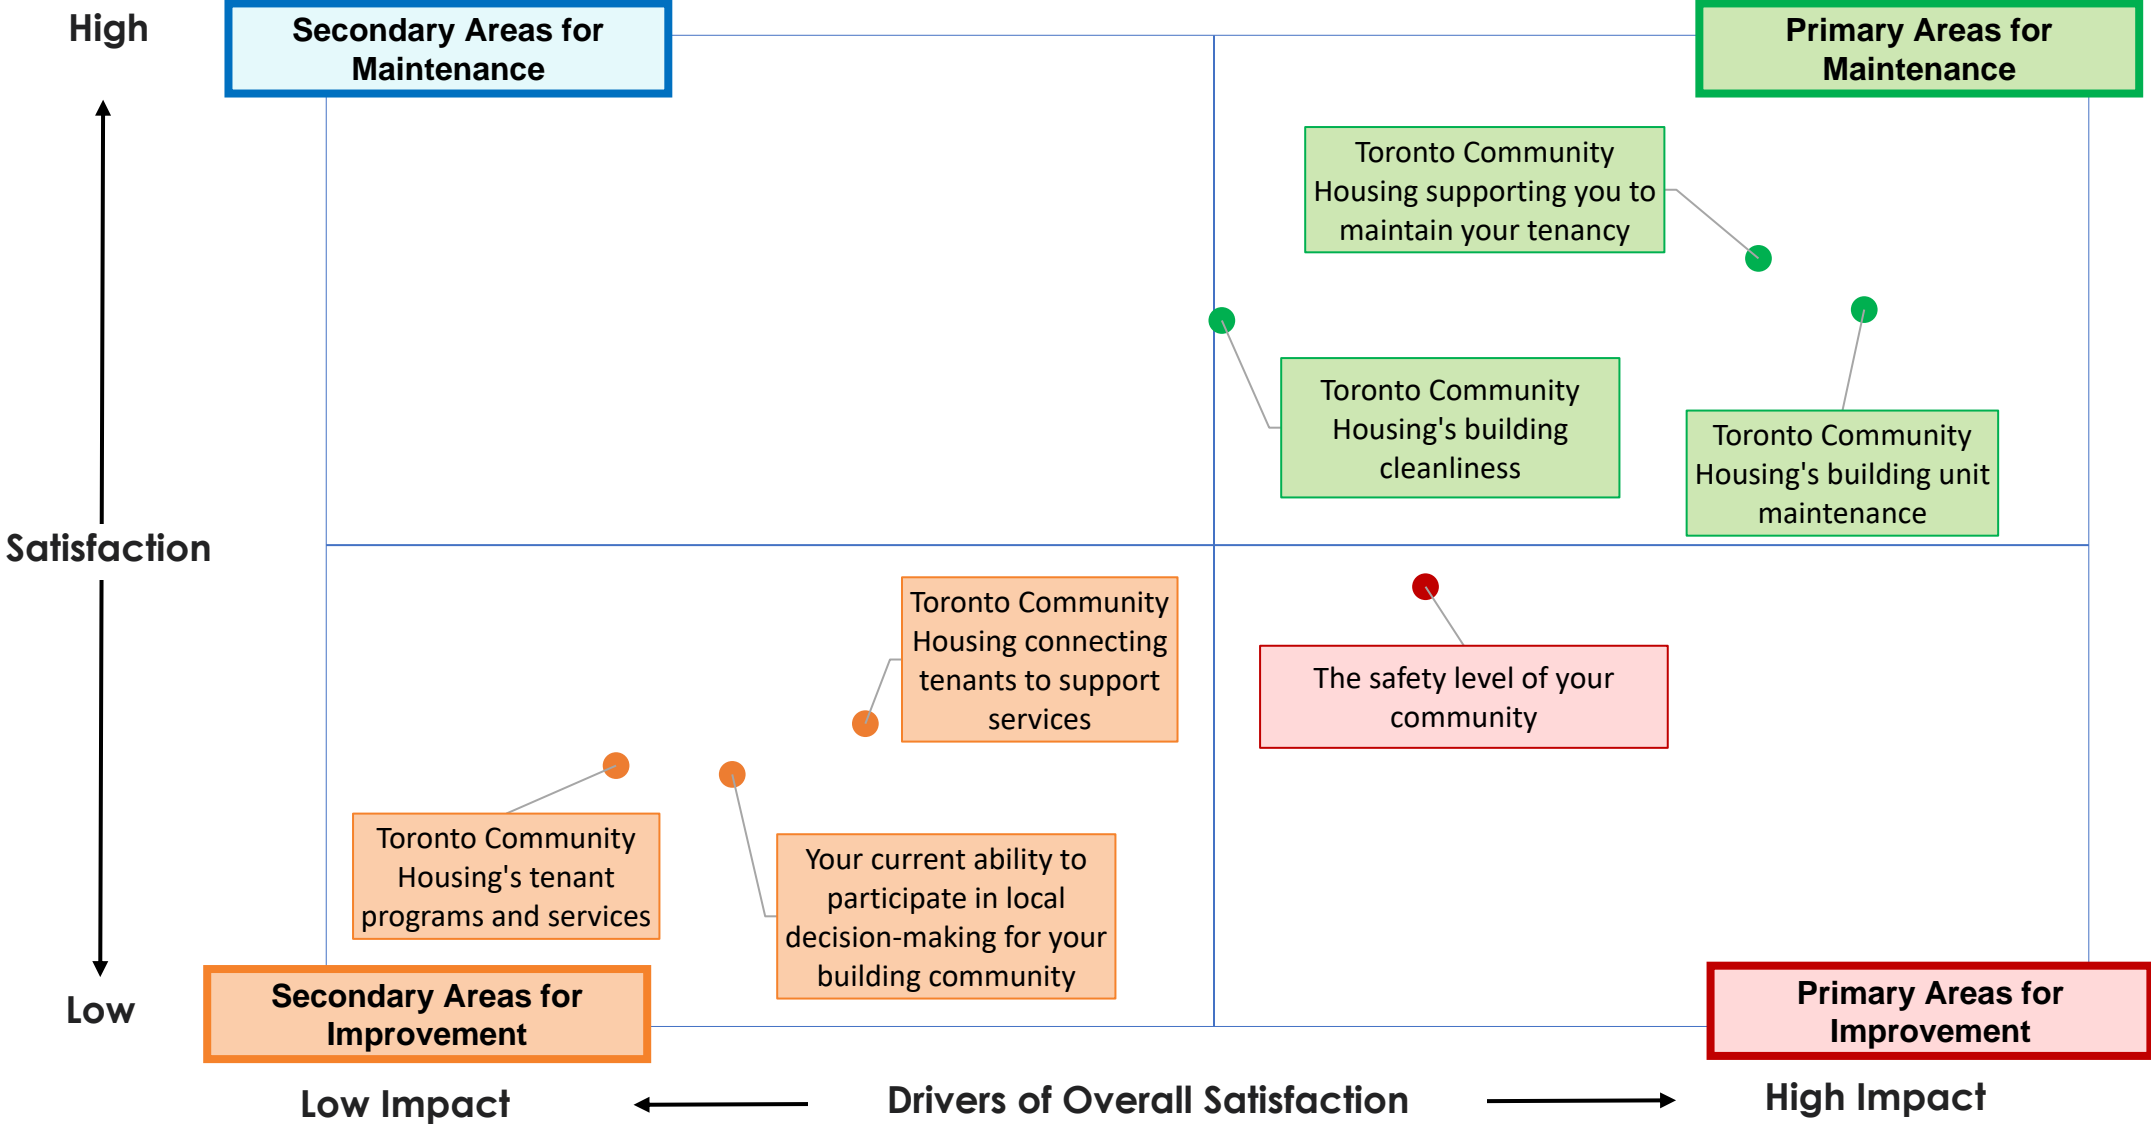 High
Secondary Areas for
Maintenance
Primary Areas for
Maintenance
Toronto Community
Housing supporting you to
maintain your tenancy
Toronto Community
Housing's building
cleanliness
Toronto Community
Housing's building unit
maintenance
Satisfaction
Toronto Community
Housing connecting
tenants to support
services
The safety level of your
community
Toronto Community
Housing's tenant
programs and services
Your current ability to
participate in local
decision-making for your
building community
Low
Secondary Areas for
Improvement
Primary Areas for
Improvement
Low Impact
Drivers of Overall Satisfaction
High Impact